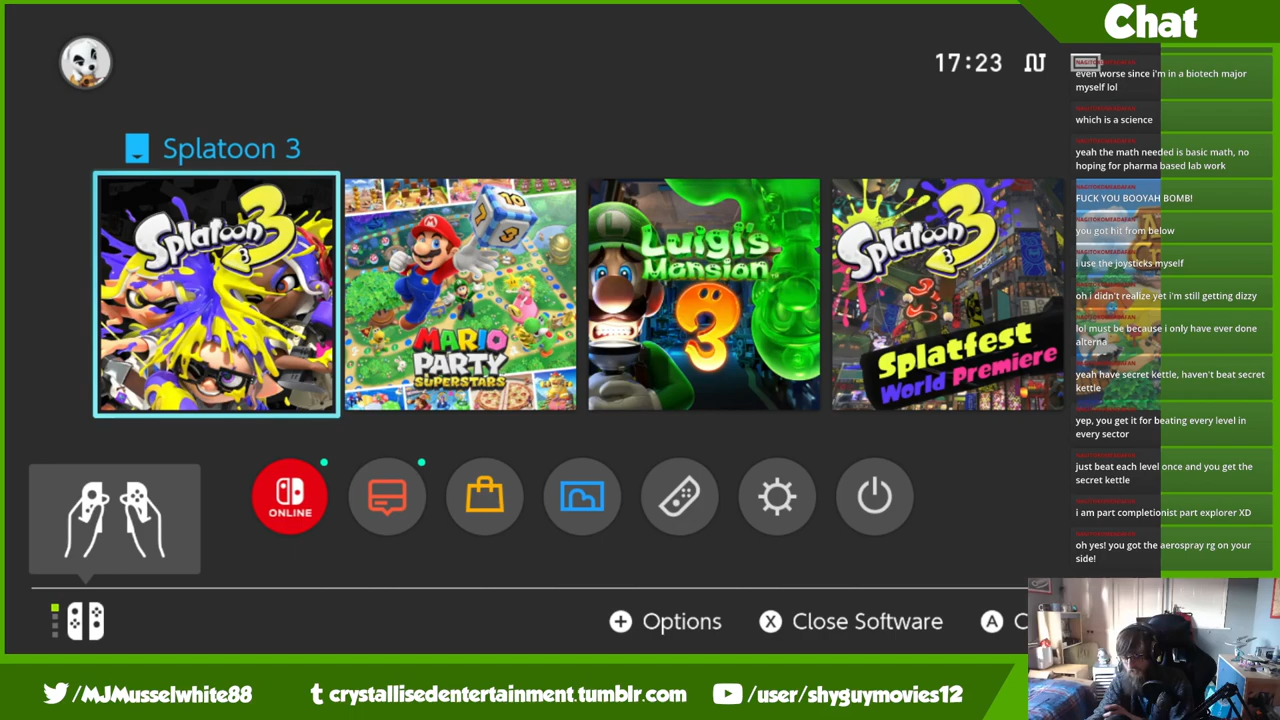 Chat
17:23
Splatoon 3
Splatoon 3
MARIO
PARTY
SUPERSTARS
LUIGI'S
MANSION
3
Splatoon 3
Splatfest
World Premiere
ONLINE
Options
Close Software
/MJMusselwhite88
crystallisedentertainment.tumblr.com
/user/shyguymovies12
even worse since i'm in a biotech major
myself lol
which is a science
yeah the math needed is basic math, no
hoping for pharma based lab work
FUCK YOU BOOYAH BOMB!
you got hit from below
i use the joysticks myself
oh i didn't realize yet i'm still getting dizzy
lol must be because i only have ever done
alterna
yeah have secret kettle, haven't beat secret
kettle
yep, you get it for beating every level in
every sector
just beat each level once and you get the
secret kettle
i am part completionist part explorer XD
oh yes! you got the aerospray rg on your
side!